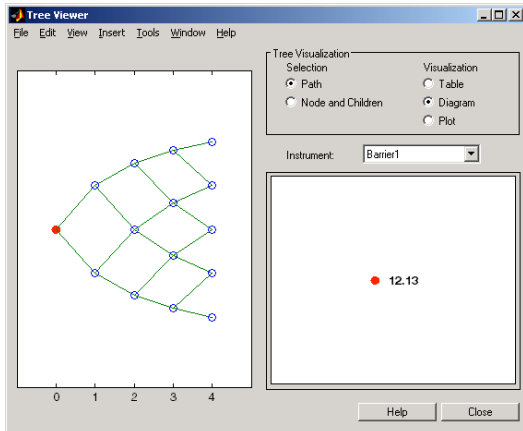 Tree Viewer
File Edit View Insert Tools Window Help
Tree Visualization
Selection Visualization
Path Table
Node and Children Diagram
Plot
Instrument: Barrier1
12.13
0 1 2 3 4
Help Close